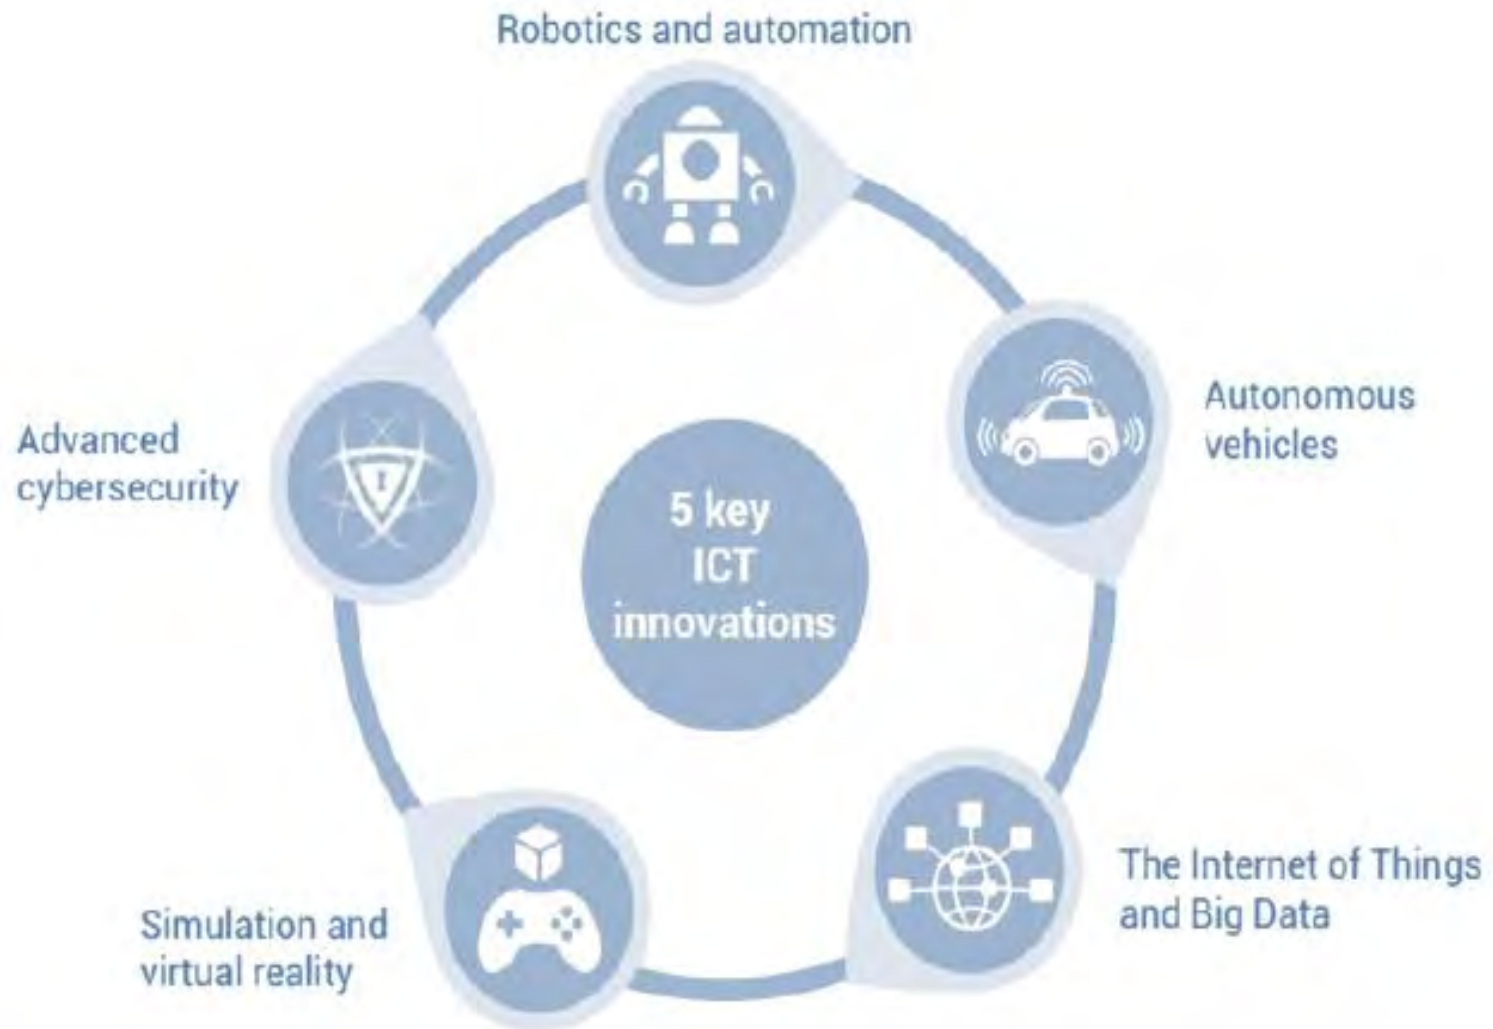 Robotics and automation
Autonomous
vehicles
Advanced
cybersecurity
5 key
ICT
innovations
The Internet of Things
and Big Data
Simulation and
virtual reality